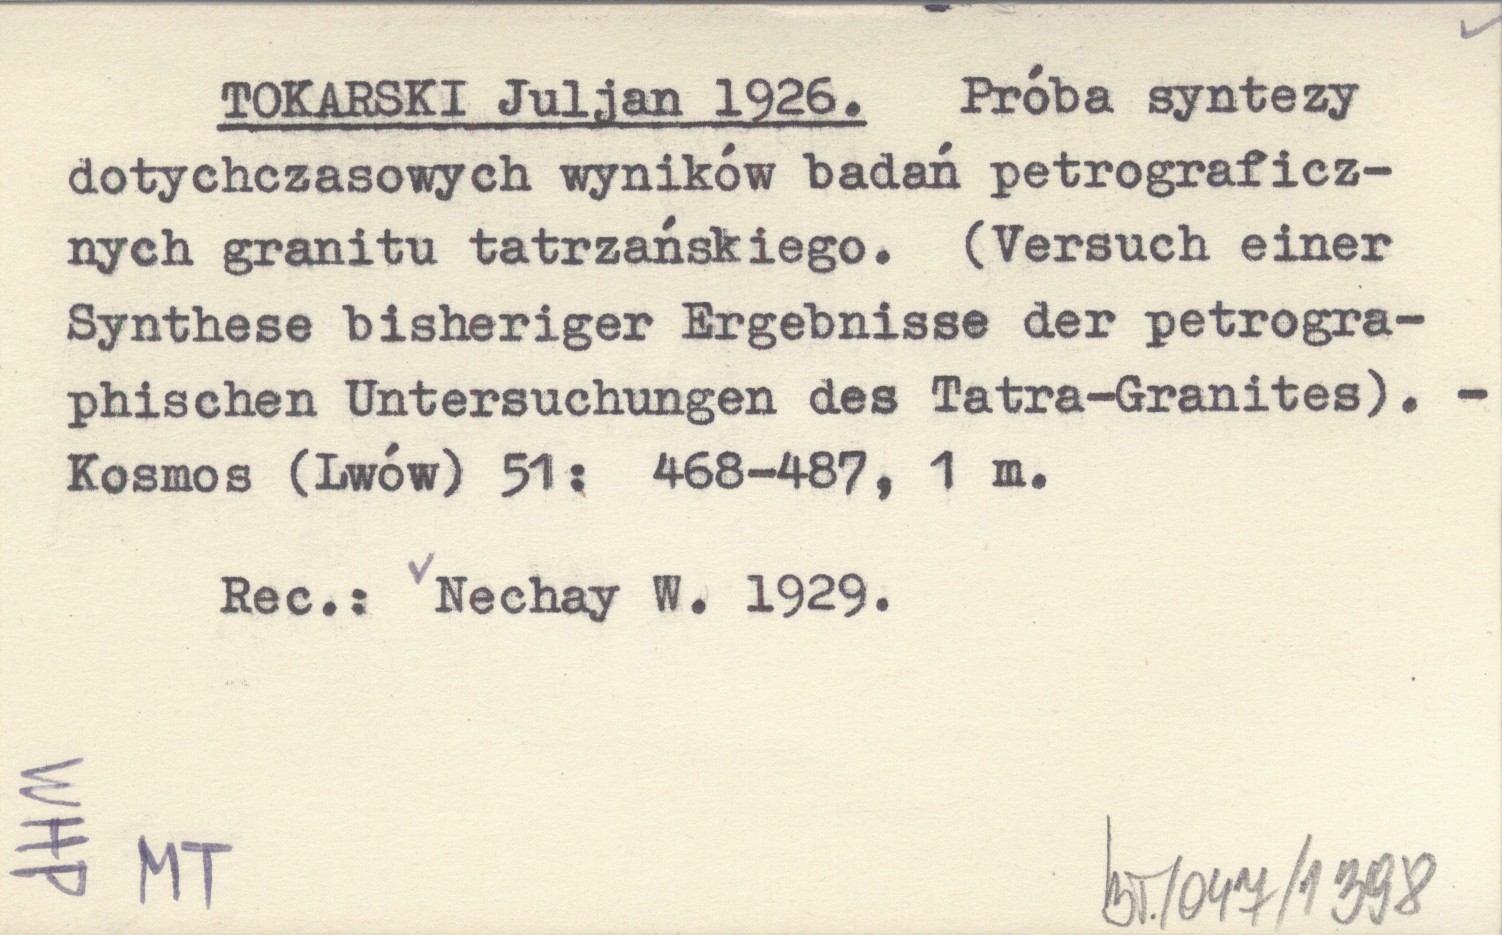 TOKARSKI Juljan 1926. Próba syntezy
dotychczasowych wyników badań petrograficz-
nych granitu tatrzańskiego. (Versuch einer
Synthese bisheriger Ergebnisse der petrogra-
phischen Untersuchungen des Tatra-Granites). -
Kosmos (Lwów) 51: 468-487, 1 m.
Rec.: Nechay W. 1929.
WHP
MT
/047/1398